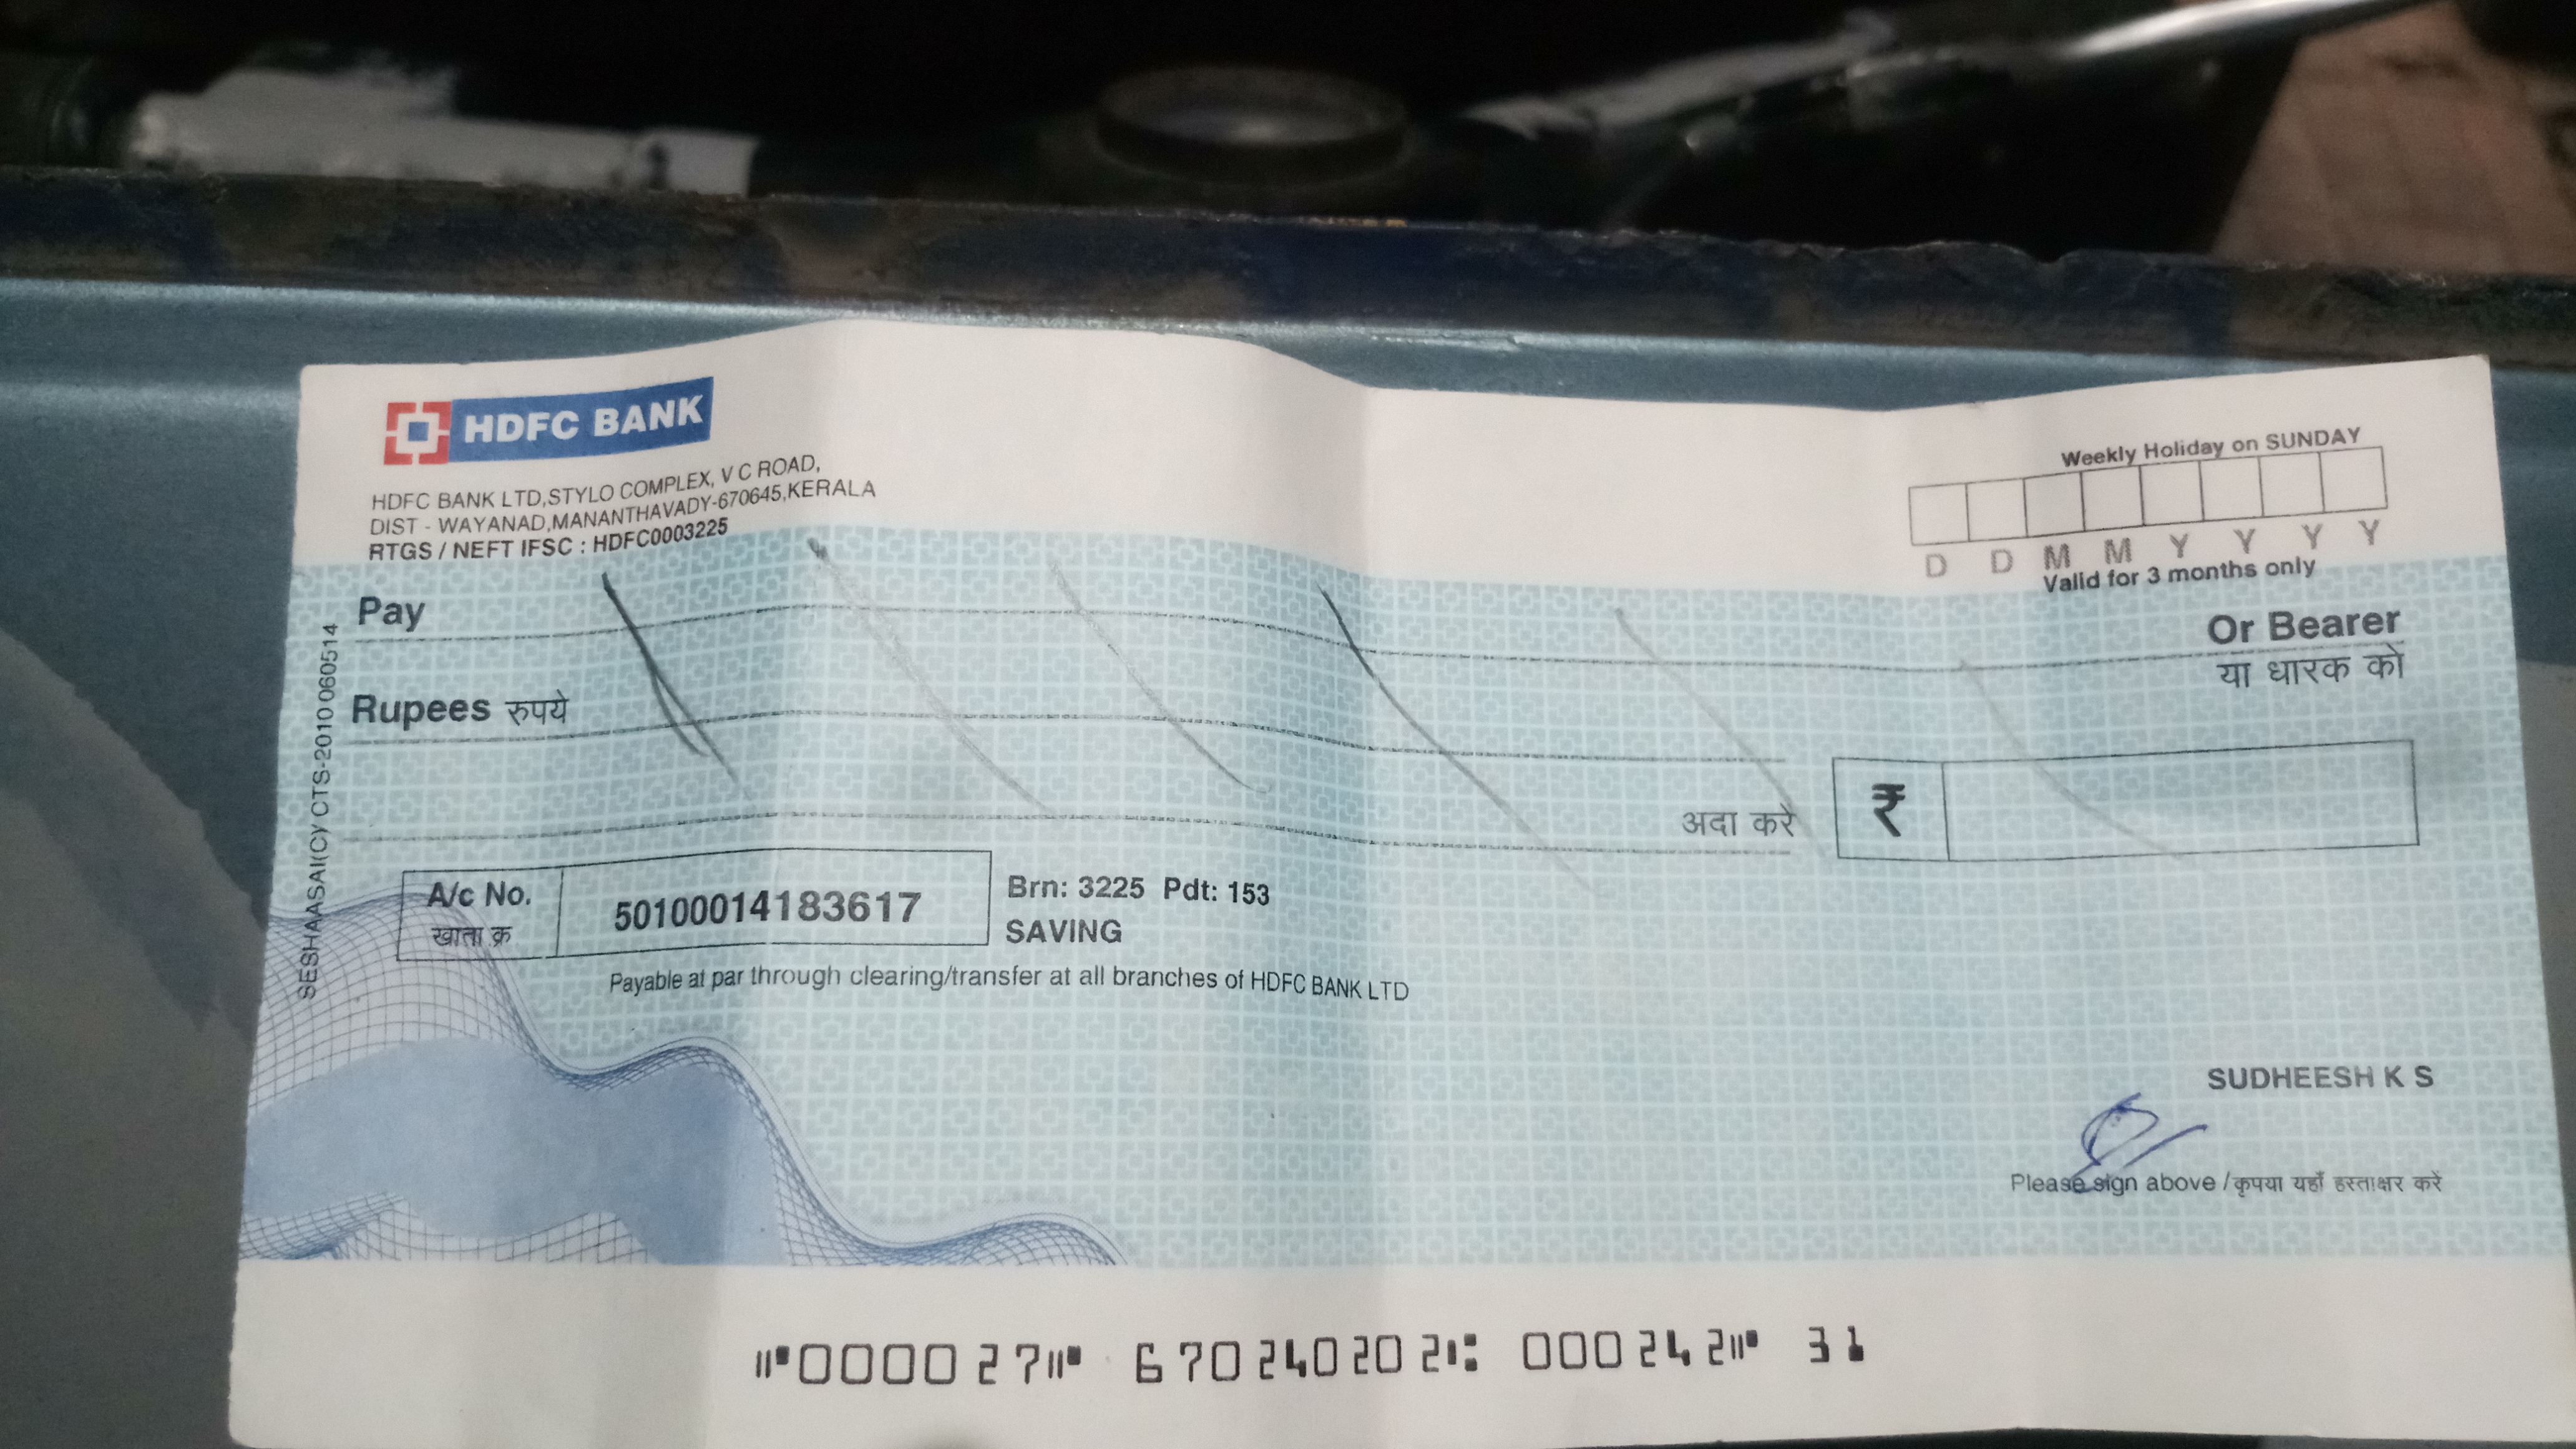 HDFC BANK
HDFC BANK LTD,STYLO COMPLEX, V C ROAD,
DIST - WAYANAD,MANANTHAVADY-670645,KERALA
RTGS / NEFT IFSC : HDFC0003225
Weekly Holiday on SUNDAY
D D M M Y Y Y Y
Valid for 3 months only
Pay
Or Bearer
या धारक को
Rupees रुपये
अदा करें
₹
A/c No.
खाता क्र
50100014183617
Brn: 3225 Pdt: 153
SAVING
Payable at par through clearing/transfer at all branches of HDFC BANK LTD
SESHAASAI(C)/ CTS-2010 060514
SUDHEESH K S
Please sign above / कृपया यहाँ हस्ताक्षर करें
⑈000027⑈ 670240202⑆ 000242⑈ 31